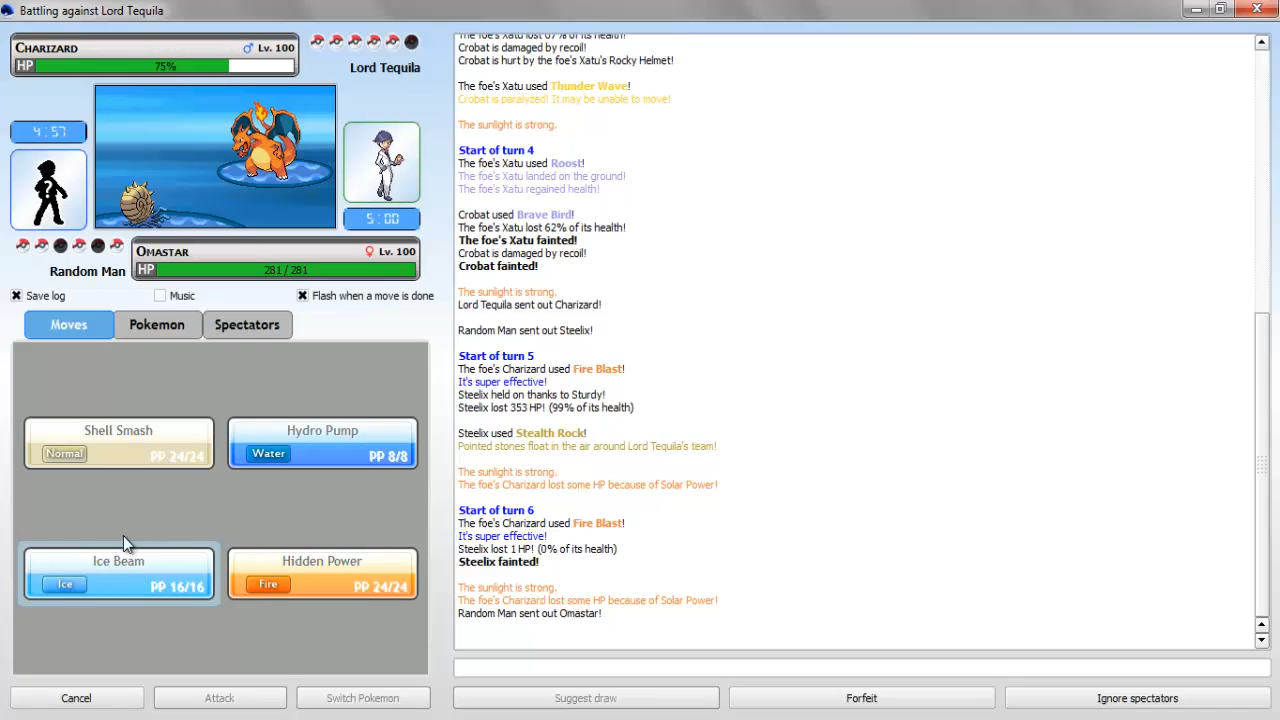 Battling against Lord Tequila
CHARIZARD ♂ Lv. 100
HP 75%
Lord Tequila
4:57
?
5:00
OMASTAR ♀ Lv. 100
HP 281/281
Random Man
Save log
Music
Flash when a move is done
Moves
Pokemon
Spectators
Shell Smash
Normal PP 24/24
Hydro Pump
Water PP 8/8
Ice Beam
Ice PP 16/16
Hidden Power
Fire PP 24/24
Cancel
Attack
Switch Pokemon
The foe's Xatu lost 67% of its health!
Crobat is damaged by recoil!
Crobat is hurt by the foe's Xatu's Rocky Helmet!
The foe's Xatu used Thunder Wave!
Crobat is paralyzed! It may be unable to move!
The sunlight is strong.
Start of turn 4
The foe's Xatu used Roost!
The foe's Xatu landed on the ground!
The foe's Xatu regained health!
Crobat used Brave Bird!
The foe's Xatu lost 62% of its health!
The foe's Xatu fainted!
Crobat is damaged by recoil!
Crobat fainted!
The sunlight is strong.
Lord Tequila sent out Charizard!
Random Man sent out Steelix!
Start of turn 5
The foe's Charizard used Fire Blast!
It's super effective!
Steelix held on thanks to Sturdy!
Steelix lost 353 HP! (99% of its health)
Steelix used Stealth Rock!
Pointed stones float in the air around Lord Tequila's team!
The sunlight is strong.
The foe's Charizard lost some HP because of Solar Power!
Start of turn 6
The foe's Charizard used Fire Blast!
It's super effective!
Steelix lost 1 HP! (0% of its health)
Steelix fainted!
The sunlight is strong.
The foe's Charizard lost some HP because of Solar Power!
Random Man sent out Omastar!
Suggest draw
Forfeit
Ignore spectators